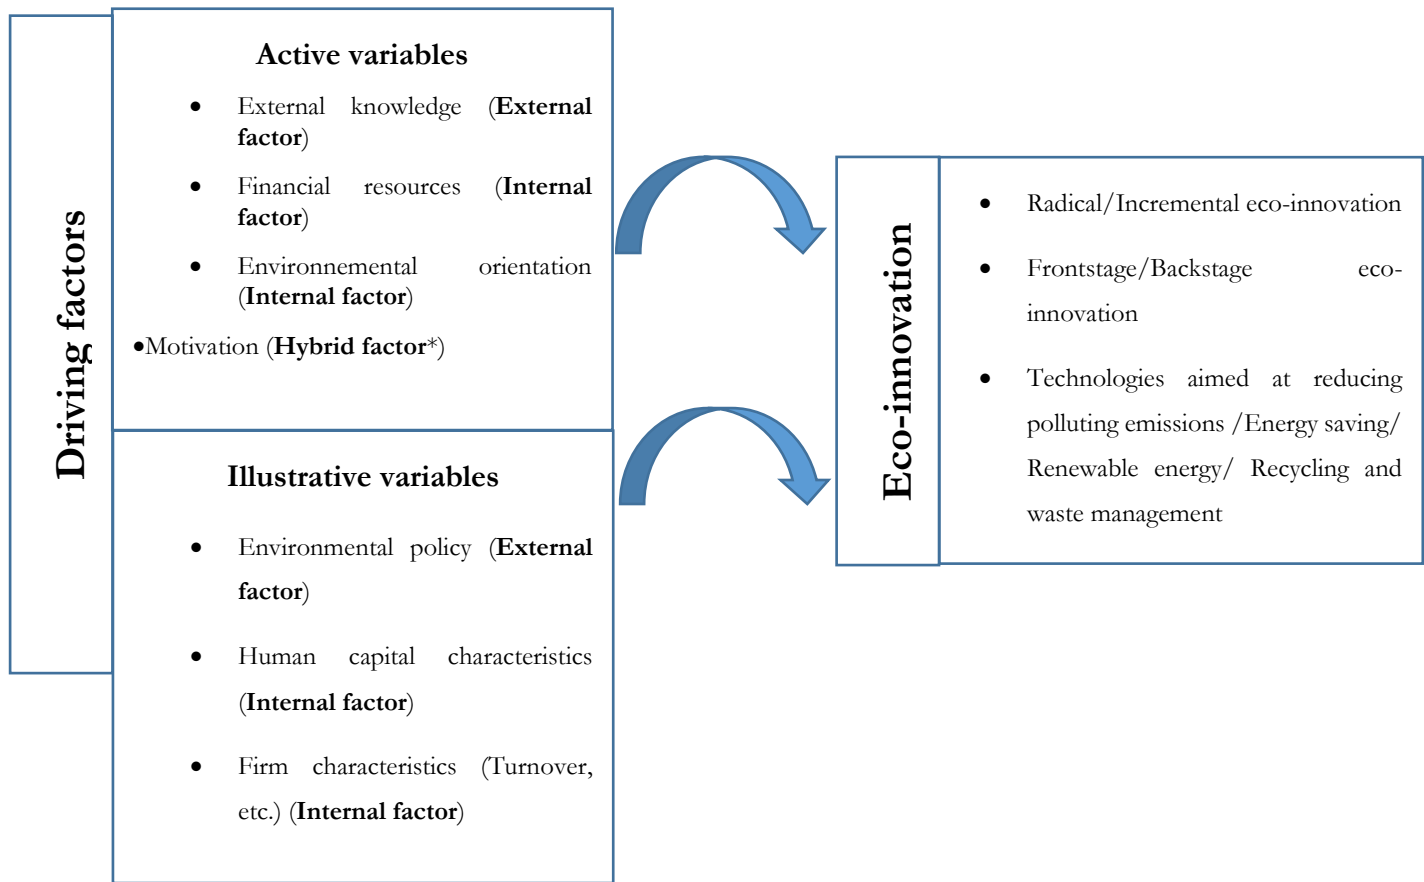 Driving factors
Active variables
• External knowledge (External
factor)
• Financial resources (Internal
factor)
• Environnemental orientation
(Internal factor)
•Motivation (Hybrid factor*)
Illustrative variables
• Environmental policy (External
factor)
• Human capital characteristics
(Internal factor)
• Firm characteristics (Turnover,
etc.) (Internal factor)
Eco-innovation
• Radical/Incremental eco-innovation
• Frontstage/Backstage eco-
innovation
• Technologies aimed at reducing
polluting emissions /Energy saving/
Renewable energy/ Recycling and
waste management